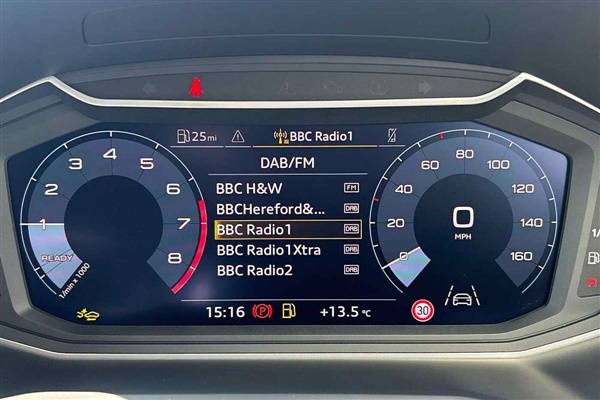 25mi BBC Radio1
DAB/FM
BBC H&W FM
BBCHereford&... DAB
BBC Radio1 DAB
BBC Radio1Xtra DAB
BBC Radio2 DAB
1 2 3 4 5 6 7 8
READY
1/min x 1000
0 20 40 60 80 100 120 140 160
0
MPH
15:16 P +13.5 °C
30
1/